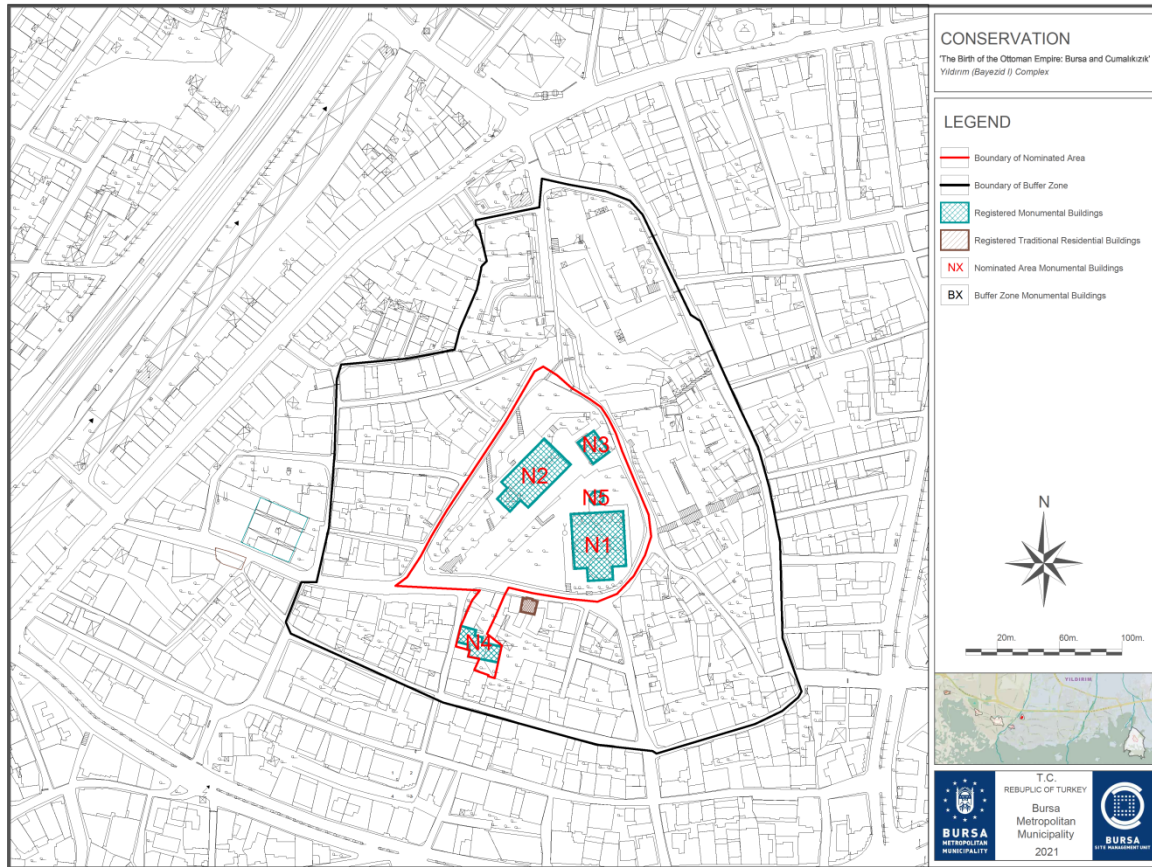 CONSERVATION
'The Birth of the Ottoman Empire: Bursa and Cumalıkızık'
Yıldırım (Bayezid I) Complex
LEGEND
Boundary of Nominated Area
Boundary of Buffer Zone
Registered Monumental Buildings
Registered Traditional Residential Buildings
NX Nominated Area Monumental Buildings
BX Buffer Zone Monumental Buildings
N3
N2
N5
N1
N4
N
20m. 60m. 100m.
YILDIRIM
BURSA
METROPOLITAN
MUNICIPALITY
T.C.
REBUPLIC OF TURKEY
Bursa
Metropolitan
Municipality
2021
BURSA
SITE MANAGEMENT UNIT